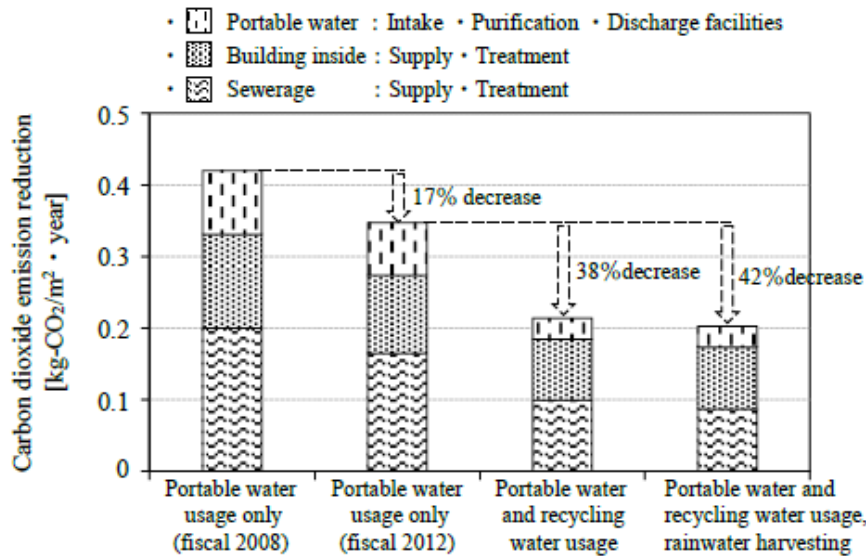 ・ Portable water : Intake ・ Purification ・ Discharge facilities
・ Building inside : Supply・Treatment
・ Sewerage : Supply・Treatment
Carbon dioxide emission reduction
[kg-CO₂/m²・year]
0.5
0.4
0.3
0.2
0.1
0
17% decrease
38%decrease
42%decrease
Portable water
usage only
(fiscal 2008)
Portable water
usage only
(fiscal 2012)
Portable water
and recycling
water usage
Portable water and
recycling water usage,
rainwater harvesting